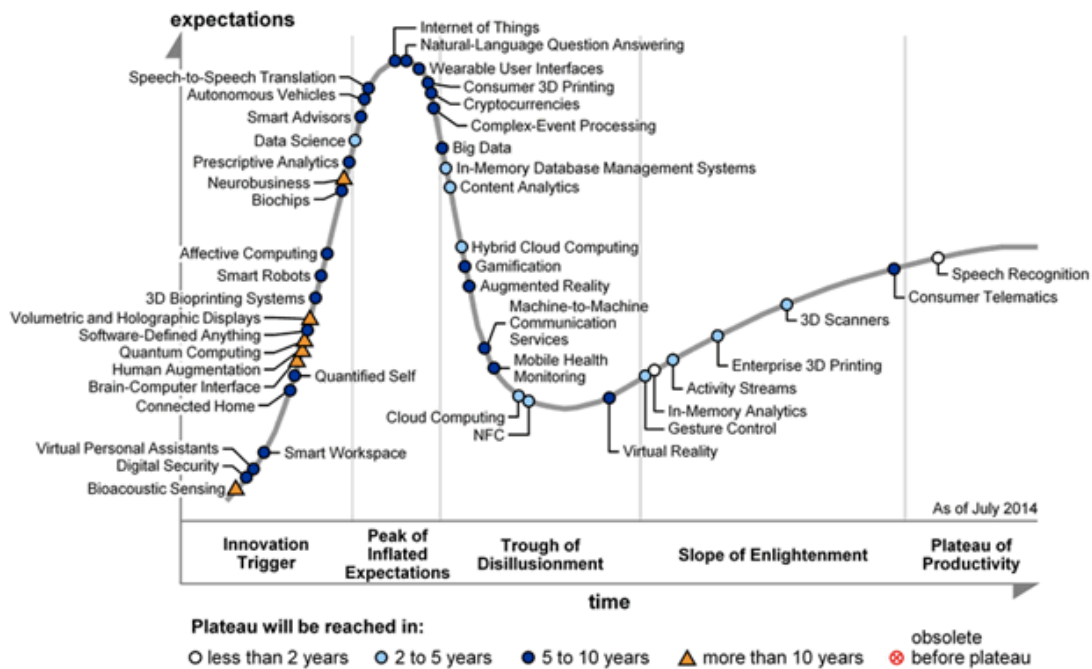 expectations
Internet of Things
Natural-Language Question Answering
Wearable User Interfaces
Speech-to-Speech Translation
Consumer 3D Printing
Autonomous Vehicles
Cryptocurrencies
Smart Advisors
Complex-Event Processing
Data Science
Big Data
Prescriptive Analytics
In-Memory Database Management Systems
Neurobusiness
Content Analytics
Biochips
Hybrid Cloud Computing
Affective Computing
Gamification
Smart Robots
Augmented Reality
3D Bioprinting Systems
Machine-to-Machine
Communication
Services
Volumetric and Holographic Displays
Software-Defined Anything
Quantum Computing
Human Augmentation
Brain-Computer Interface
Quantified Self
Connected Home
Mobile Health
Monitoring
Cloud Computing
NFC
Virtual Reality
Speech Recognition
Consumer Telematics
3D Scanners
Enterprise 3D Printing
Activity Streams
In-Memory Analytics
Gesture Control
Virtual Personal Assistants
Smart Workspace
Digital Security
Bioacoustic Sensing
As of July 2014
Innovation
Trigger
Peak of
Inflated
Expectations
Trough of
Disillusionment
Slope of Enlightenment
Plateau of
Productivity
time
Plateau will be reached in:
less than 2 years
2 to 5 years
5 to 10 years
more than 10 years
obsolete
before plateau